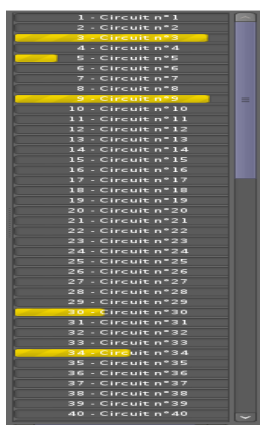 1 - Circuit n°1
2 - Circuit n°2
3 - Circuit n°3
4 - Circuit n°4
5 - Circuit n°5
6 - Circuit n°6
7 - Circuit n°7
8 - Circuit n°8
9 - Circuit n°9
10 - Circuit n°10
11 - Circuit n°11
12 - Circuit n°12
13 - Circuit n°13
14 - Circuit n°14
15 - Circuit n°15
16 - Circuit n°16
17 - Circuit n°17
18 - Circuit n°18
19 - Circuit n°19
20 - Circuit n°20
21 - Circuit n°21
22 - Circuit n°22
23 - Circuit n°23
24 - Circuit n°24
25 - Circuit n°25
26 - Circuit n°26
27 - Circuit n°27
28 - Circuit n°28
29 - Circuit n°29
30 - Circuit n°30
31 - Circuit n°31
32 - Circuit n°32
33 - Circuit n°33
34 - Circuit n°34
35 - Circuit n°35
36 - Circuit n°36
37 - Circuit n°37
38 - Circuit n°38
39 - Circuit n°39
40 - Circuit n°40